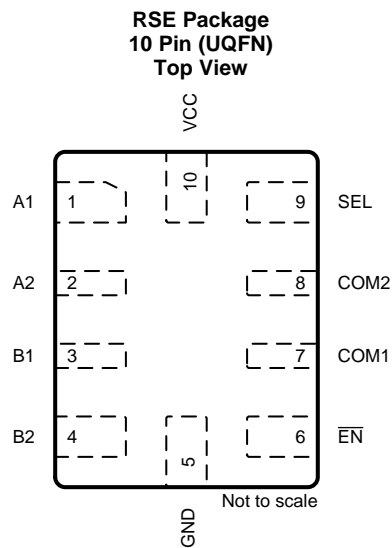 RSE Package
10 Pin (UQFN)
Top View
VCC
10
A1 1 9 SEL
A2 2 8 COM2
B1 3 7 COM1
B2 4 6 E̅N̅
5
Not to scale
GND